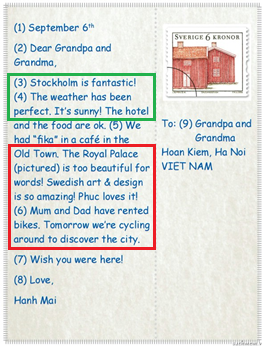 (1) September 6th
(2) Dear Grandpa and
Grandma,
(3) Stockholm is fantastic!
(4) The weather has been
perfect. It's sunny! The hotel
and the food are ok. (5) We
had "fika" in a café in the
Old Town. The Royal Palace
(pictured) is too beautiful for
words! Swedish art & design
is so amazing! Phuc loves it!
(6) Mum and Dad have rented
bikes. Tomorrow we're cycling
around to discover the city.
(7) Wish you were here!
(8) Love,
Hanh Mai
SVERIGE 6 KRONOR
To: (9) Grandpa and
Grandma
Hoan Kiem, Ha Noi
VIET NAM